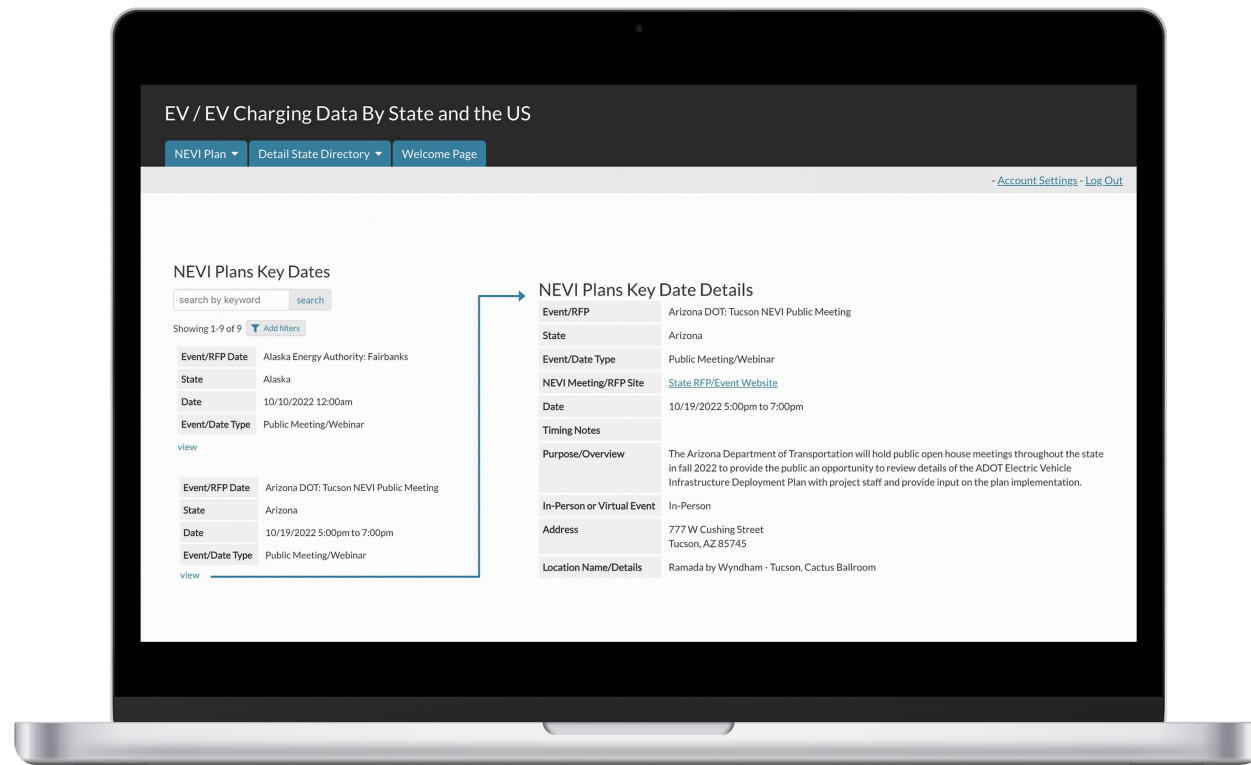 EV / EV Charging Data By State and the US
NEVI Plan
Detail State Directory
Welcome Page
- Account Settings - Log Out
NEVI Plans Key Dates
search by keyword
search
Showing 1-9 of 9
Add filters
Event/RFP Date Alaska Energy Authority: Fairbanks
State Alaska
Date 10/10/2022 12:00am
Event/Date Type Public Meeting/Webinar
view
Event/RFP Date Arizona DOT: Tucson NEVI Public Meeting
State Arizona
Date 10/19/2022 5:00pm to 7:00pm
Event/Date Type Public Meeting/Webinar
view
NEVI Plans Key Date Details
Event/RFP Arizona DOT: Tucson NEVI Public Meeting
State Arizona
Event/Date Type Public Meeting/Webinar
NEVI Meeting/RFP Site State RFP/Event Website
Date 10/19/2022 5:00pm to 7:00pm
Timing Notes
Purpose/Overview The Arizona Department of Transportation will hold public open house meetings throughout the state
in fall 2022 to provide the public an opportunity to review details of the ADOT Electric Vehicle
Infrastructure Deployment Plan with project staff and provide input on the plan implementation.
In-Person or Virtual Event In-Person
Address 777 W Cushing Street
Tucson, AZ 85745
Location Name/Details Ramada by Wyndham - Tucson, Cactus Ballroom